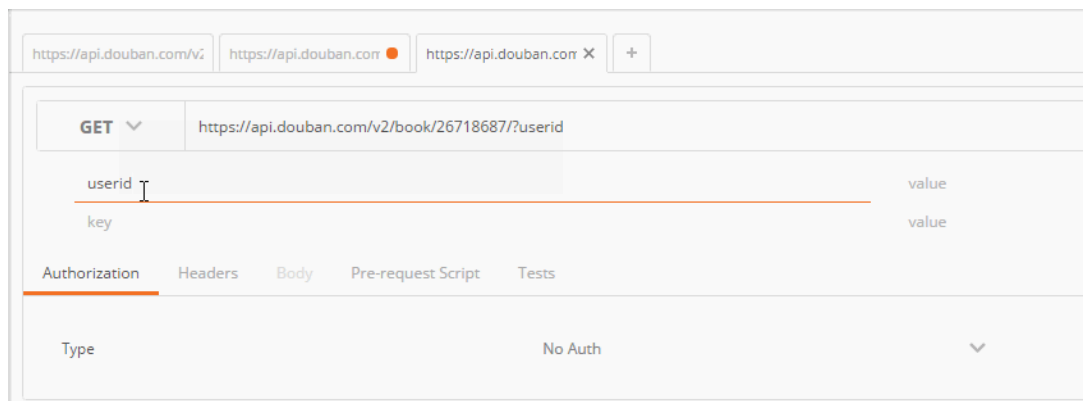 https://api.douban.com/v2 https://api.douban.com https://api.douban.com ✕ +
GET https://api.douban.com/v2/book/26718687/?userid
userid value
key value
Authorization Headers Body Pre-request Script Tests
Type No Auth